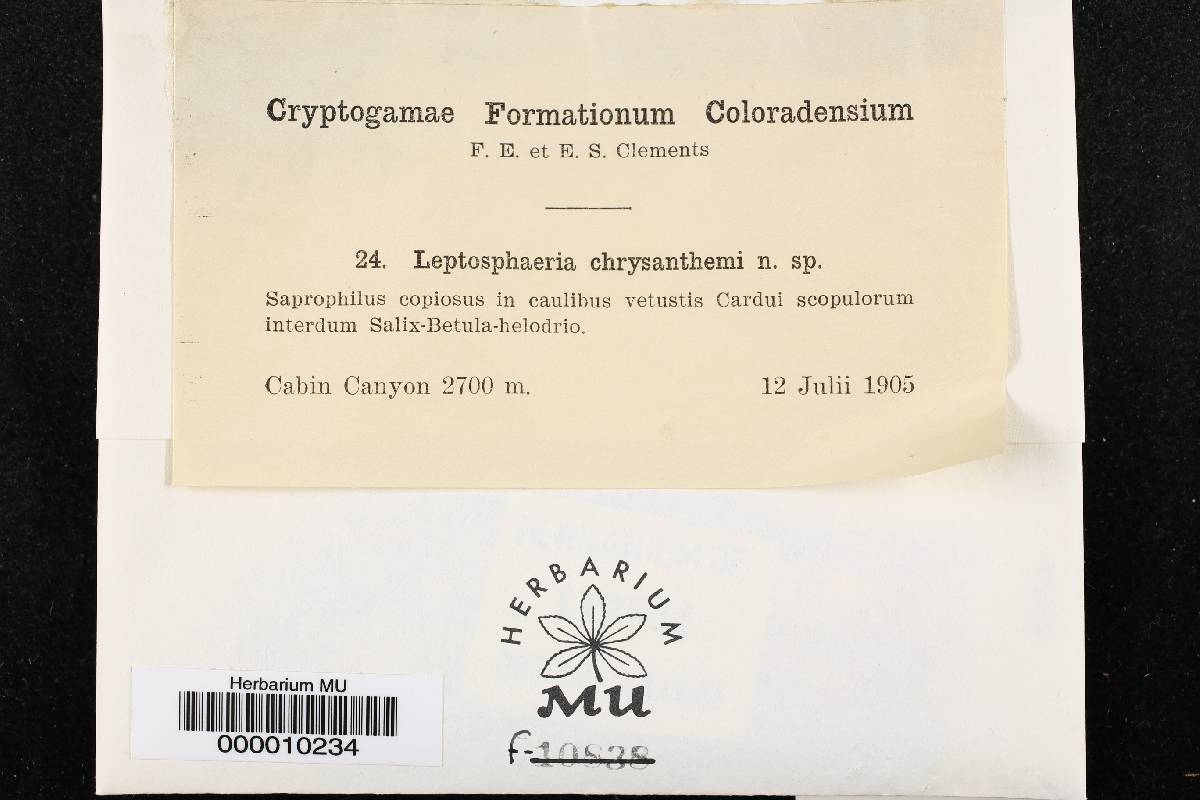 Cryptogamae Formationum Coloradensium
F. E. et E. S. Clements
24. Leptosphaeria chrysanthemi n. sp.
Saprophilus copiosus in caulibus vetustis Cardui scopulorum
interdum Salix-Betula-helodrio.
Cabin Canyon 2700 m. 12 Julii 1905
HERBARIUM
MU
f-10838
Herbarium MU
000010234